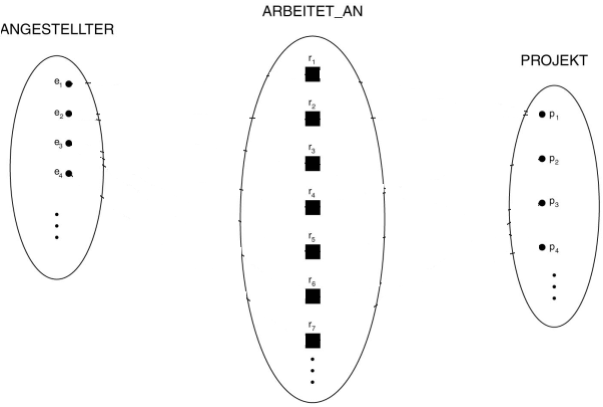 ARBEITET_AN
ANGESTELLTER
PROJEKT
e1
e2
e3
e4
r1
r2
r3
r4
r5
r6
r7
p1
p2
p3
p4